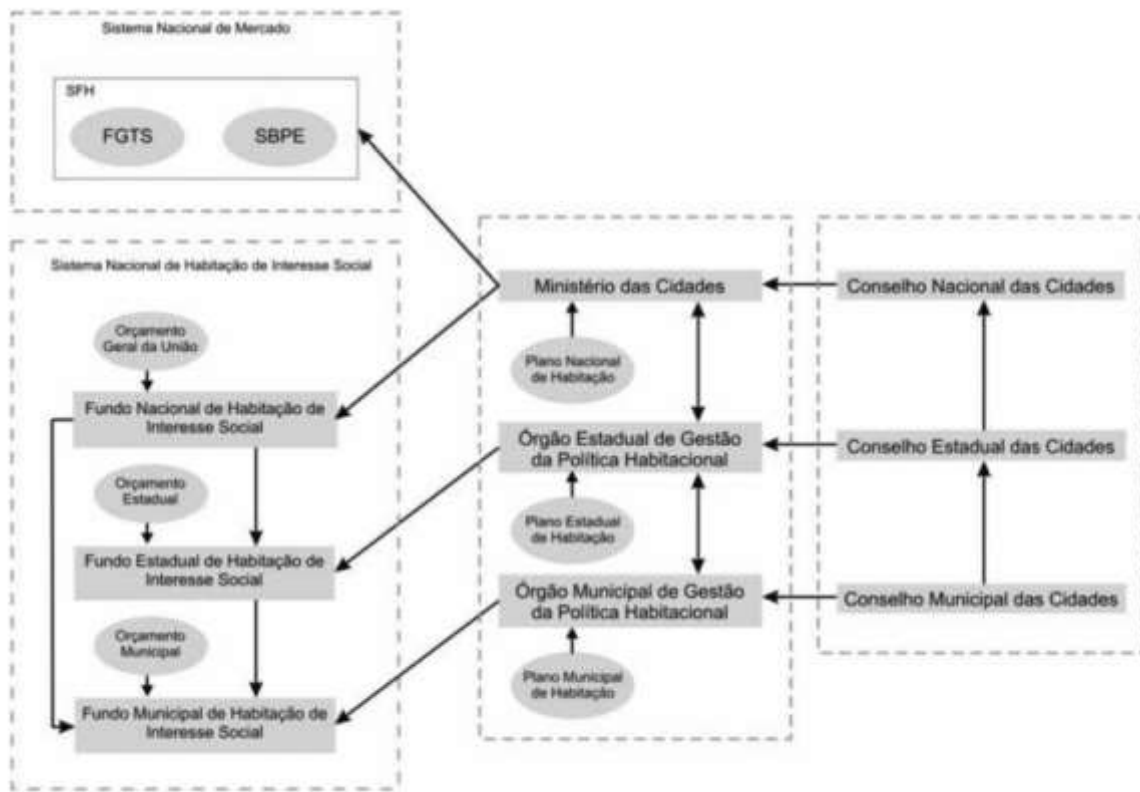 Sistema Nacional de Mercado
SFH
FGTS
SBPE
Sistema Nacional de Habitação de Interesse Social
Orçamento
Geral da União
Fundo Nacional de Habitação de
Interesse Social
Orçamento
Estadual
Fundo Estadual de Habitação de
Interesse Social
Orçamento
Municipal
Fundo Municipal de Habitação de
Interesse Social
Ministério das Cidades
Plano Nacional
de Habitação
Órgão Estadual de Gestão
da Política Habitacional
Plano Estadual
de Habitação
Órgão Municipal de Gestão
da Política Habitacional
Plano Municipal
de Habitação
Conselho Nacional das Cidades
Conselho Estadual das Cidades
Conselho Municipal das Cidades